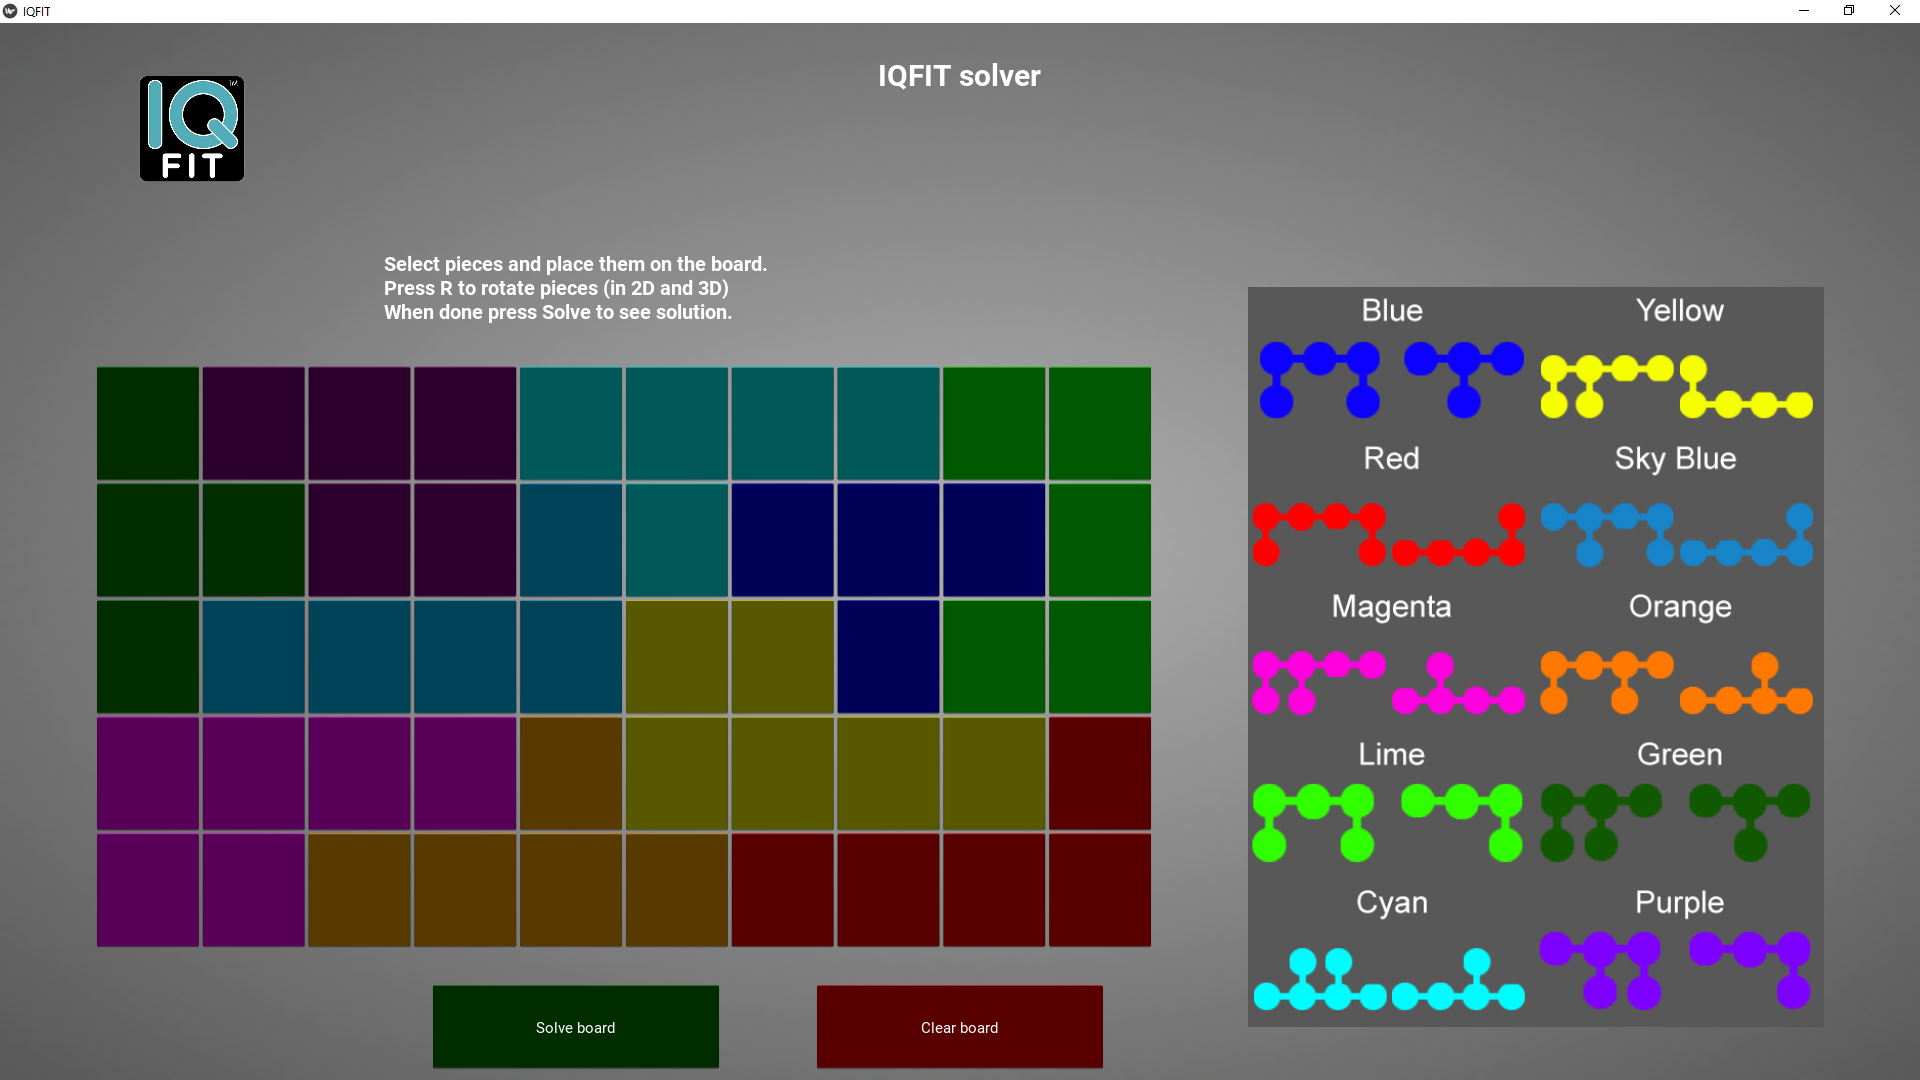 IQFIT
IQFIT solver
IQ™
FIT
Select pieces and place them on the board.
Press R to rotate pieces (in 2D and 3D)
When done press Solve to see solution.
Blue
Yellow
Red
Sky Blue
Magenta
Orange
Lime
Green
Cyan
Purple
Solve board
Clear board